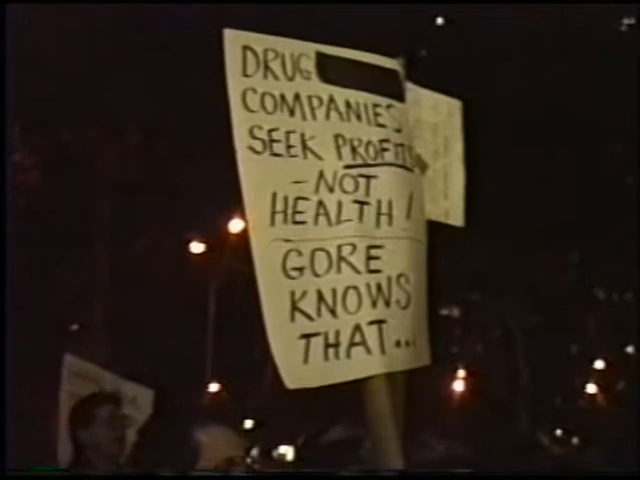 DRUG
COMPANIES
SEEK PROFITS
-NOT
HEALTH!
GORE
KNOWS
THAT...